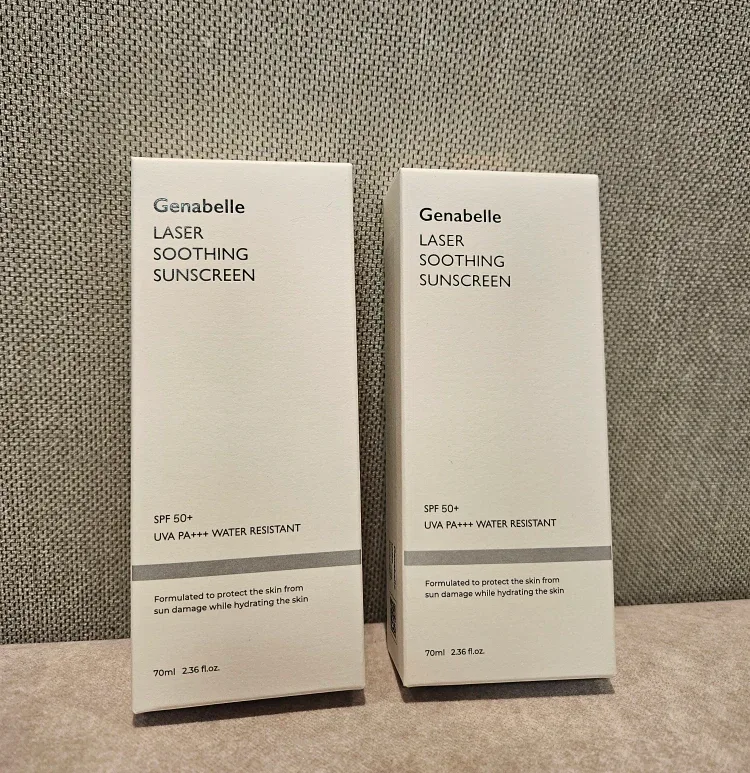 Genabelle
LASER
SOOTHING
SUNSCREEN
SPF 50+
UVA PA+++ WATER RESISTANT
Formulated to protect the skin from
sun damage while hydrating the skin
70ml 2.36 fl.oz.
Genabelle
LASER
SOOTHING
SUNSCREEN
SPF 50+
UVA PA+++ WATER RESISTANT
Formulated to protect the skin from
sun damage while hydrating the skin
70ml 2.36 fl.oz.